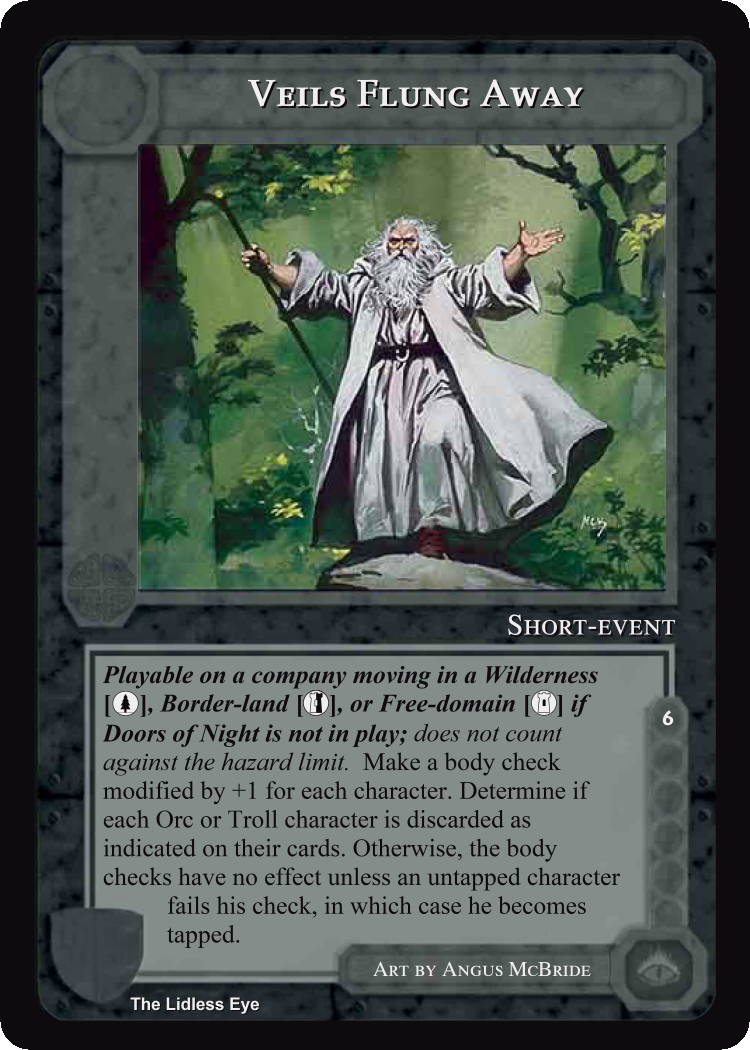 Veils Flung Away
McB
Short-event
Playable on a company moving in a Wilderness
[], Border-land [], or Free-domain [] if
Doors of Night is not in play; does not count
against the hazard limit. Make a body check
modified by +1 for each character. Determine if
each Orc or Troll character is discarded as
indicated on their cards. Otherwise, the body
checks have no effect unless an untapped character
fails his check, in which case he becomes
tapped.
6
Art by Angus McBride
The Lidless Eye